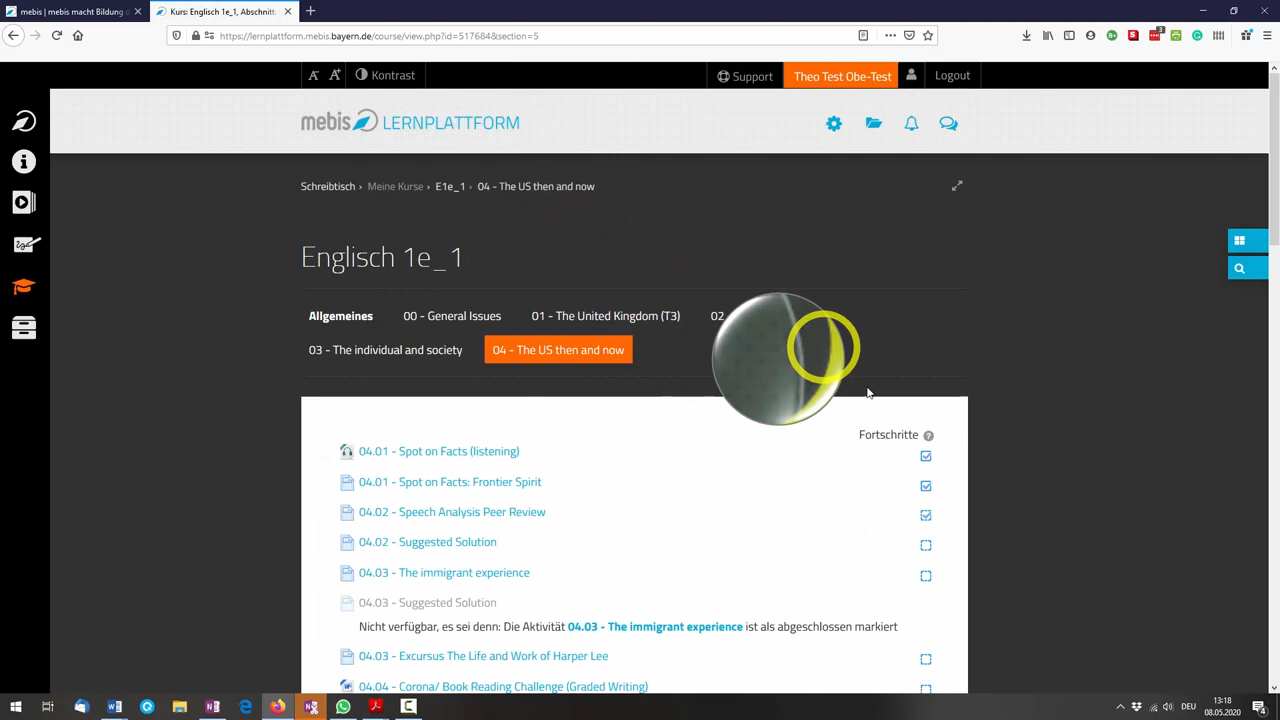 mebis | mebis macht Bildung d
Kurs: Englisch 1e_1, Abschnitt:
https://lernplattform.mebis.bayern.de/course/view.php?id=517684&section=5
A- A+ Kontrast
Support
Theo Test Obe-Test
Logout
mebis LERNPLATTFORM
Schreibtisch › Meine Kurse › E1e_1 › 04 - The US then and now
Englisch 1e_1
Allgemeines 00 - General Issues 01 - The United Kingdom (T3) 02
03 - The individual and society 04 - The US then and now
Fortschritte
04.01 - Spot on Facts (listening)
04.01 - Spot on Facts: Frontier Spirit
04.02 - Speech Analysis Peer Review
04.02 - Suggested Solution
04.03 - The immigrant experience
04.03 - Suggested Solution
Nicht verfügbar, es sei denn: Die Aktivität 04.03 - The immigrant experience ist als abgeschlossen markiert
04.03 - Excursus The Life and Work of Harper Lee
04.04 - Corona/ Book Reading Challenge (Graded Writing)
DEU
13:18
08.05.2020